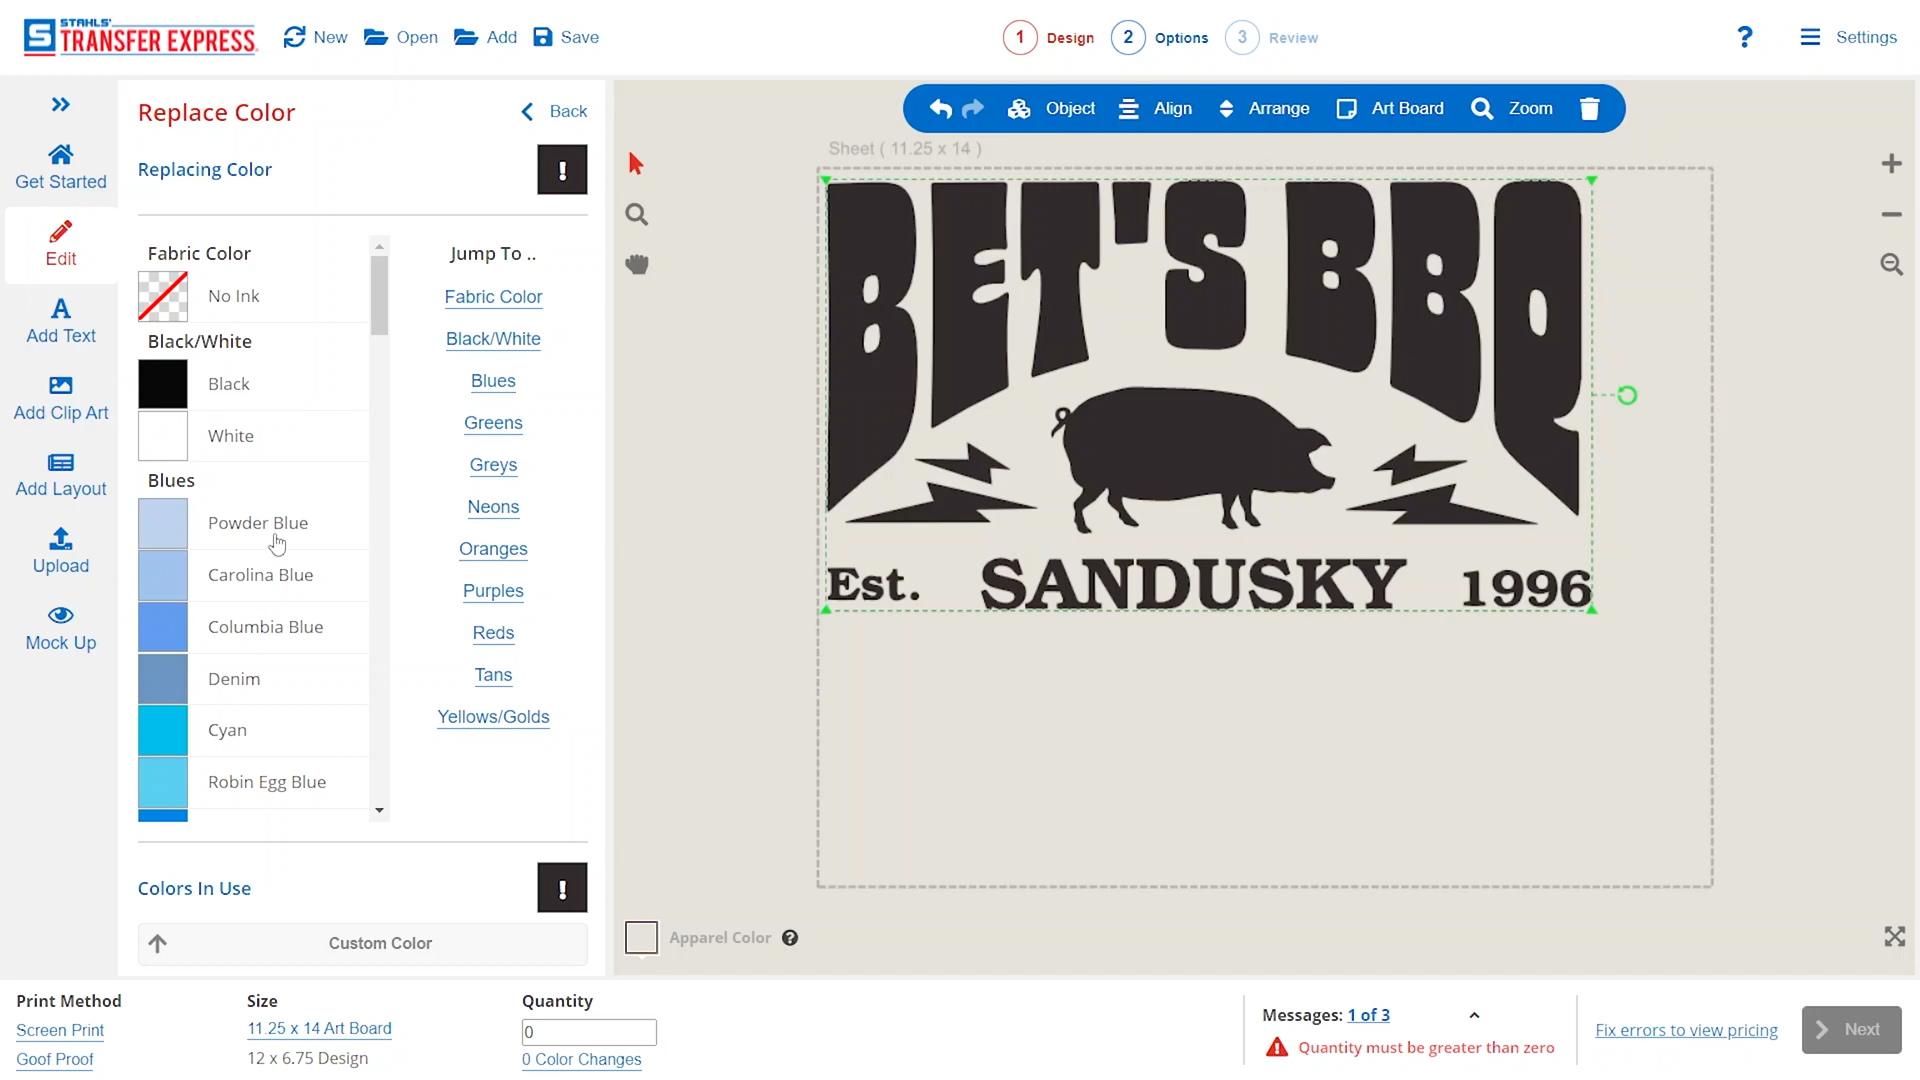 STAHLS'
TRANSFER EXPRESS
New
Open
Add
Save
1 Design
2 Options
3 Review
?
Settings
Get Started
Edit
Add Text
Add Clip Art
Add Layout
Upload
Mock Up
Replace Color
Back
Replacing Color
!
Fabric Color
No Ink
Black/White
Black
White
Blues
Powder Blue
Carolina Blue
Columbia Blue
Denim
Cyan
Robin Egg Blue
Jump To ..
Fabric Color
Black/White
Blues
Greens
Greys
Neons
Oranges
Purples
Reds
Tans
Yellows/Golds
Colors In Use
!
Custom Color
Object
Align
Arrange
Art Board
Zoom
Sheet ( 11.25 x 14 )
BET'S BBQ
Est. SANDUSKY 1996
Apparel Color ?
Print Method
Screen Print
Goof Proof
Size
11.25 x 14 Art Board
12 x 6.75 Design
Quantity
0
0 Color Changes
Messages: 1 of 3
Quantity must be greater than zero
Fix errors to view pricing
Next